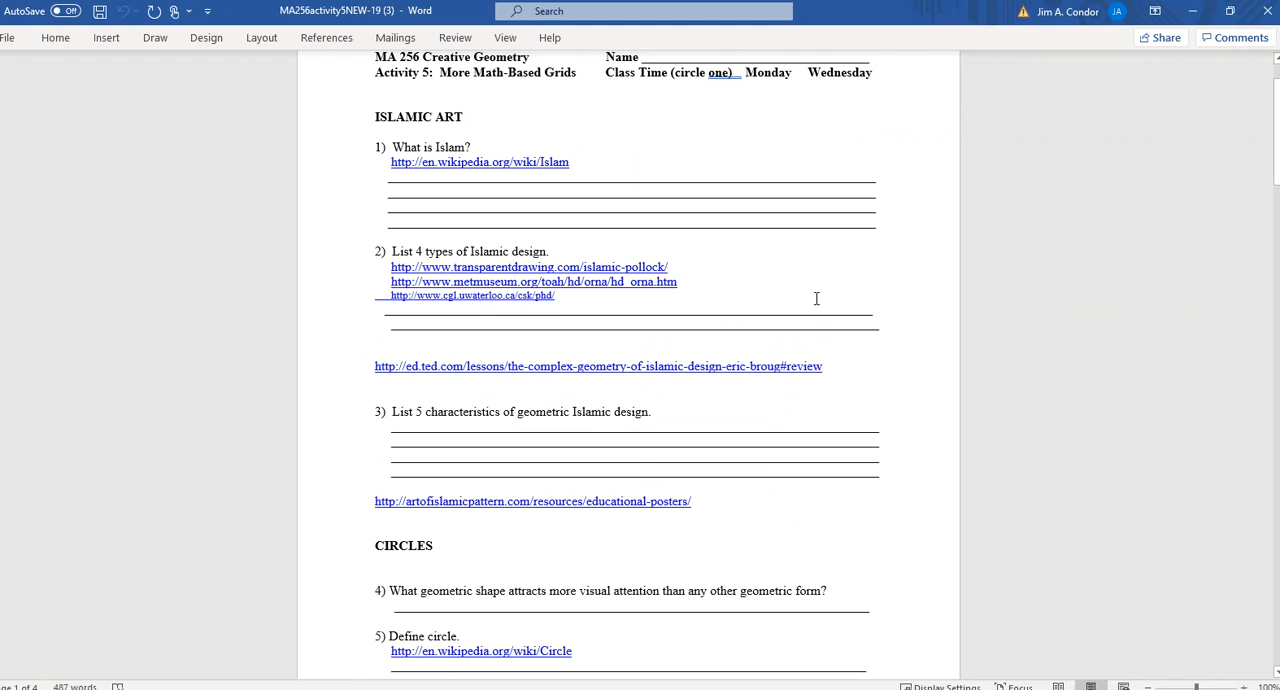 AutoSave Off MA256activity5NEW-19 (3) - Word Search Jim A. Condor JA
File Home Insert Draw Design Layout References Mailings Review View Help Share Comments
MA 256 Creative Geometry Name ____
Activity 5: More Math-Based Grids Class Time (circle one)__ Monday Wednesday
ISLAMIC ART
1) What is Islam?
http://en.wikipedia.org/wiki/Islam
2) List 4 types of Islamic design.
http://www.transparentdrawing.com/islamic-pollock/
http://www.metmuseum.org/toah/hd/orna/hd_orna.htm
http://www.cgl.uwaterloo.ca/csk/phd/
http://ed.ted.com/lessons/the-complex-geometry-of-islamic-design-eric-broug#review
3) List 5 characteristics of geometric Islamic design.
http://artofislamicpattern.com/resources/educational-posters/
CIRCLES
4) What geometric shape attracts more visual attention than any other geometric form?
5) Define circle.
http://en.wikipedia.org/wiki/Circle
age 1 of 4 487 words Display Settings Focus 100%